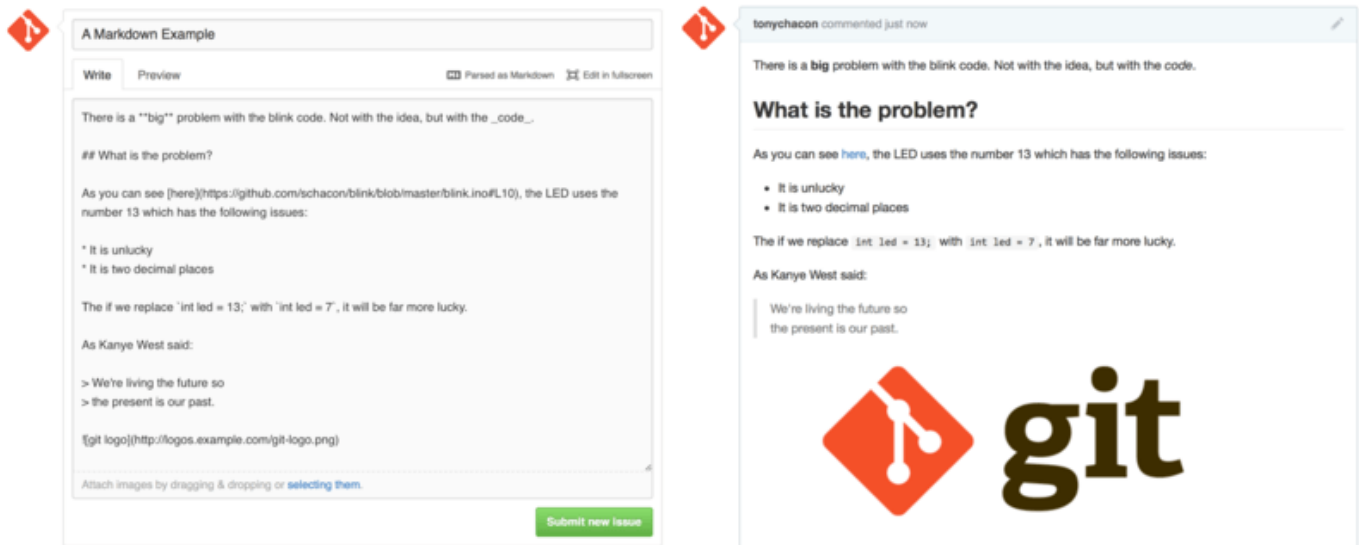 A Markdown Example
Write Preview Parsed as Markdown Edit in fullscreen
There is a **big** problem with the blink code. Not with the idea, but with the _code_.
## What is the problem?
As you can see [here](https://github.com/schacon/blink/blob/master/blink.ino#L10), the LED uses the
number 13 which has the following issues:
* It is unlucky
* It is two decimal places
The if we replace `int led = 13;` with `int led = 7`, it will be far more lucky.
As Kanye West said:
> We're living the future so
> the present is our past.
![git logo](http://logos.example.com/git-logo.png)
Attach images by dragging & dropping or selecting them.
Submit new issue
tonychacon commented just now
There is a big problem with the blink code. Not with the idea, but with the code.
What is the problem?
As you can see here, the LED uses the number 13 which has the following issues:
• It is unlucky
• It is two decimal places
The if we replace int led = 13; with int led = 7, it will be far more lucky.
As Kanye West said:
We're living the future so
the present is our past.
git